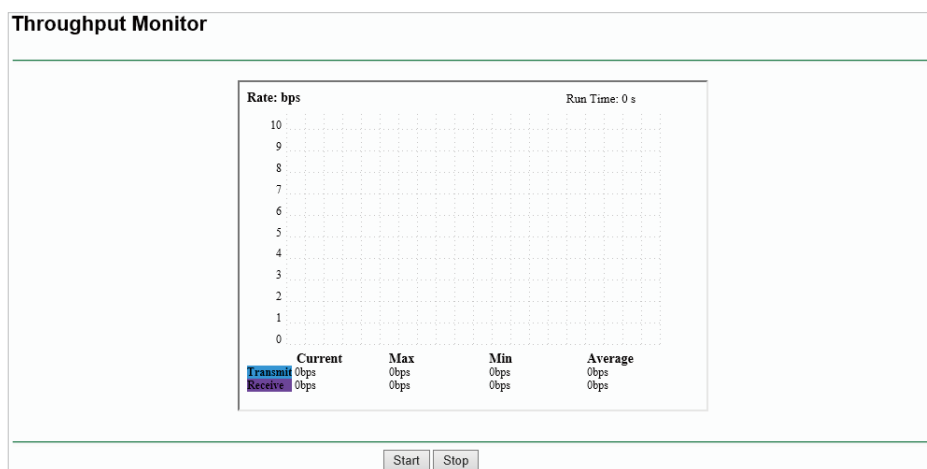 Throughput Monitor
Rate: bps Run Time: 0 s
10
9
8
7
6
5
4
3
2
1
0
Current Max Min Average
Transmit 0bps 0bps 0bps 0bps
Receive 0bps 0bps 0bps 0bps
Start Stop